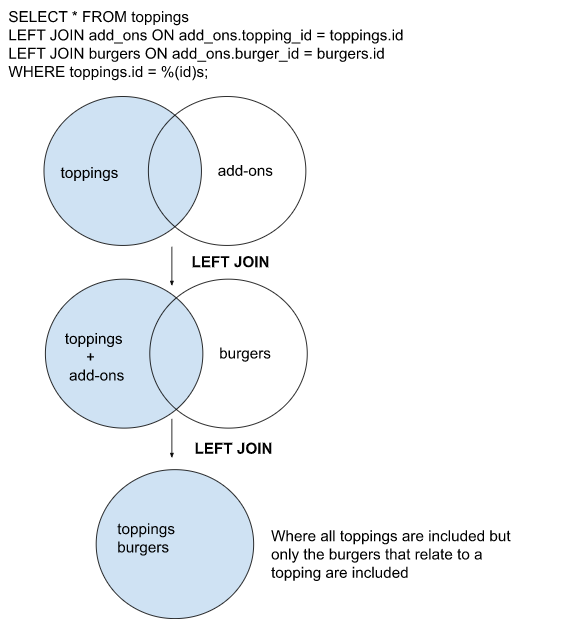 SELECT * FROM toppings
LEFT JOIN add_ons ON add_ons.topping_id = toppings.id
LEFT JOIN burgers ON add_ons.burger_id = burgers.id
WHERE toppings.id = %(id)s;
toppings
add-ons
LEFT JOIN
toppings
+
add-ons
burgers
LEFT JOIN
toppings
burgers
Where all toppings are included but
only the burgers that relate to a
topping are included